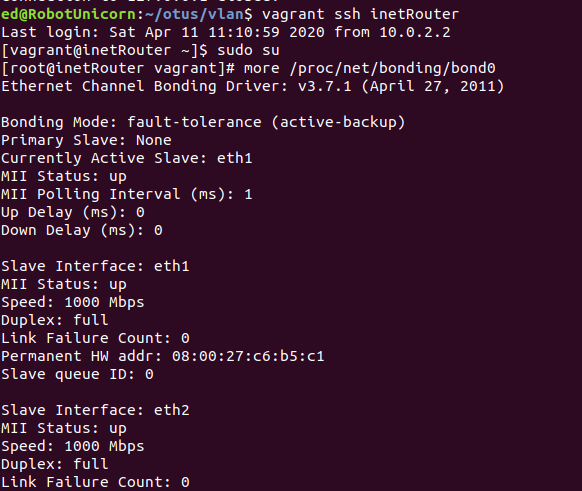 ed@RobotUnicorn:~/otus/vlan$ vagrant ssh inetRouter
Last login: Sat Apr 11 11:10:59 2020 from 10.0.2.2
[vagrant@inetRouter ~]$ sudo su
[root@inetRouter vagrant]# more /proc/net/bonding/bond0
Ethernet Channel Bonding Driver: v3.7.1 (April 27, 2011)

Bonding Mode: fault-tolerance (active-backup)
Primary Slave: None
Currently Active Slave: eth1
MII Status: up
MII Polling Interval (ms): 1
Up Delay (ms): 0
Down Delay (ms): 0

Slave Interface: eth1
MII Status: up
Speed: 1000 Mbps
Duplex: full
Link Failure Count: 0
Permanent HW addr: 08:00:27:c6:b5:c1
Slave queue ID: 0

Slave Interface: eth2
MII Status: up
Speed: 1000 Mbps
Duplex: full
Link Failure Count: 0